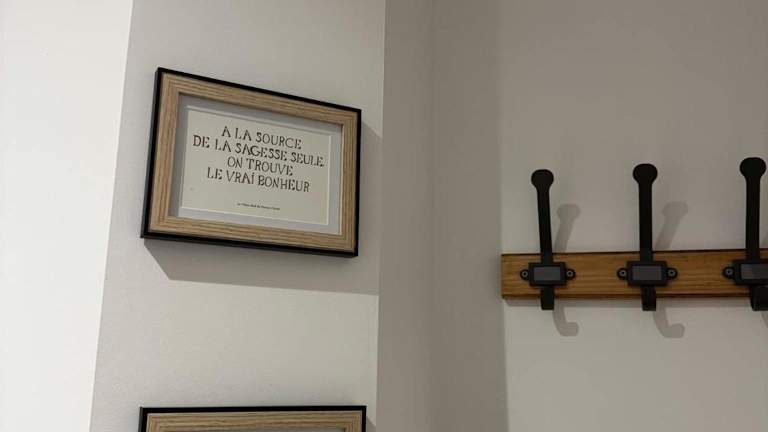 A LA SOURCE
DE LA SAGESSE SEULE,
ON TROUVE
LE VRAI BONHEUR